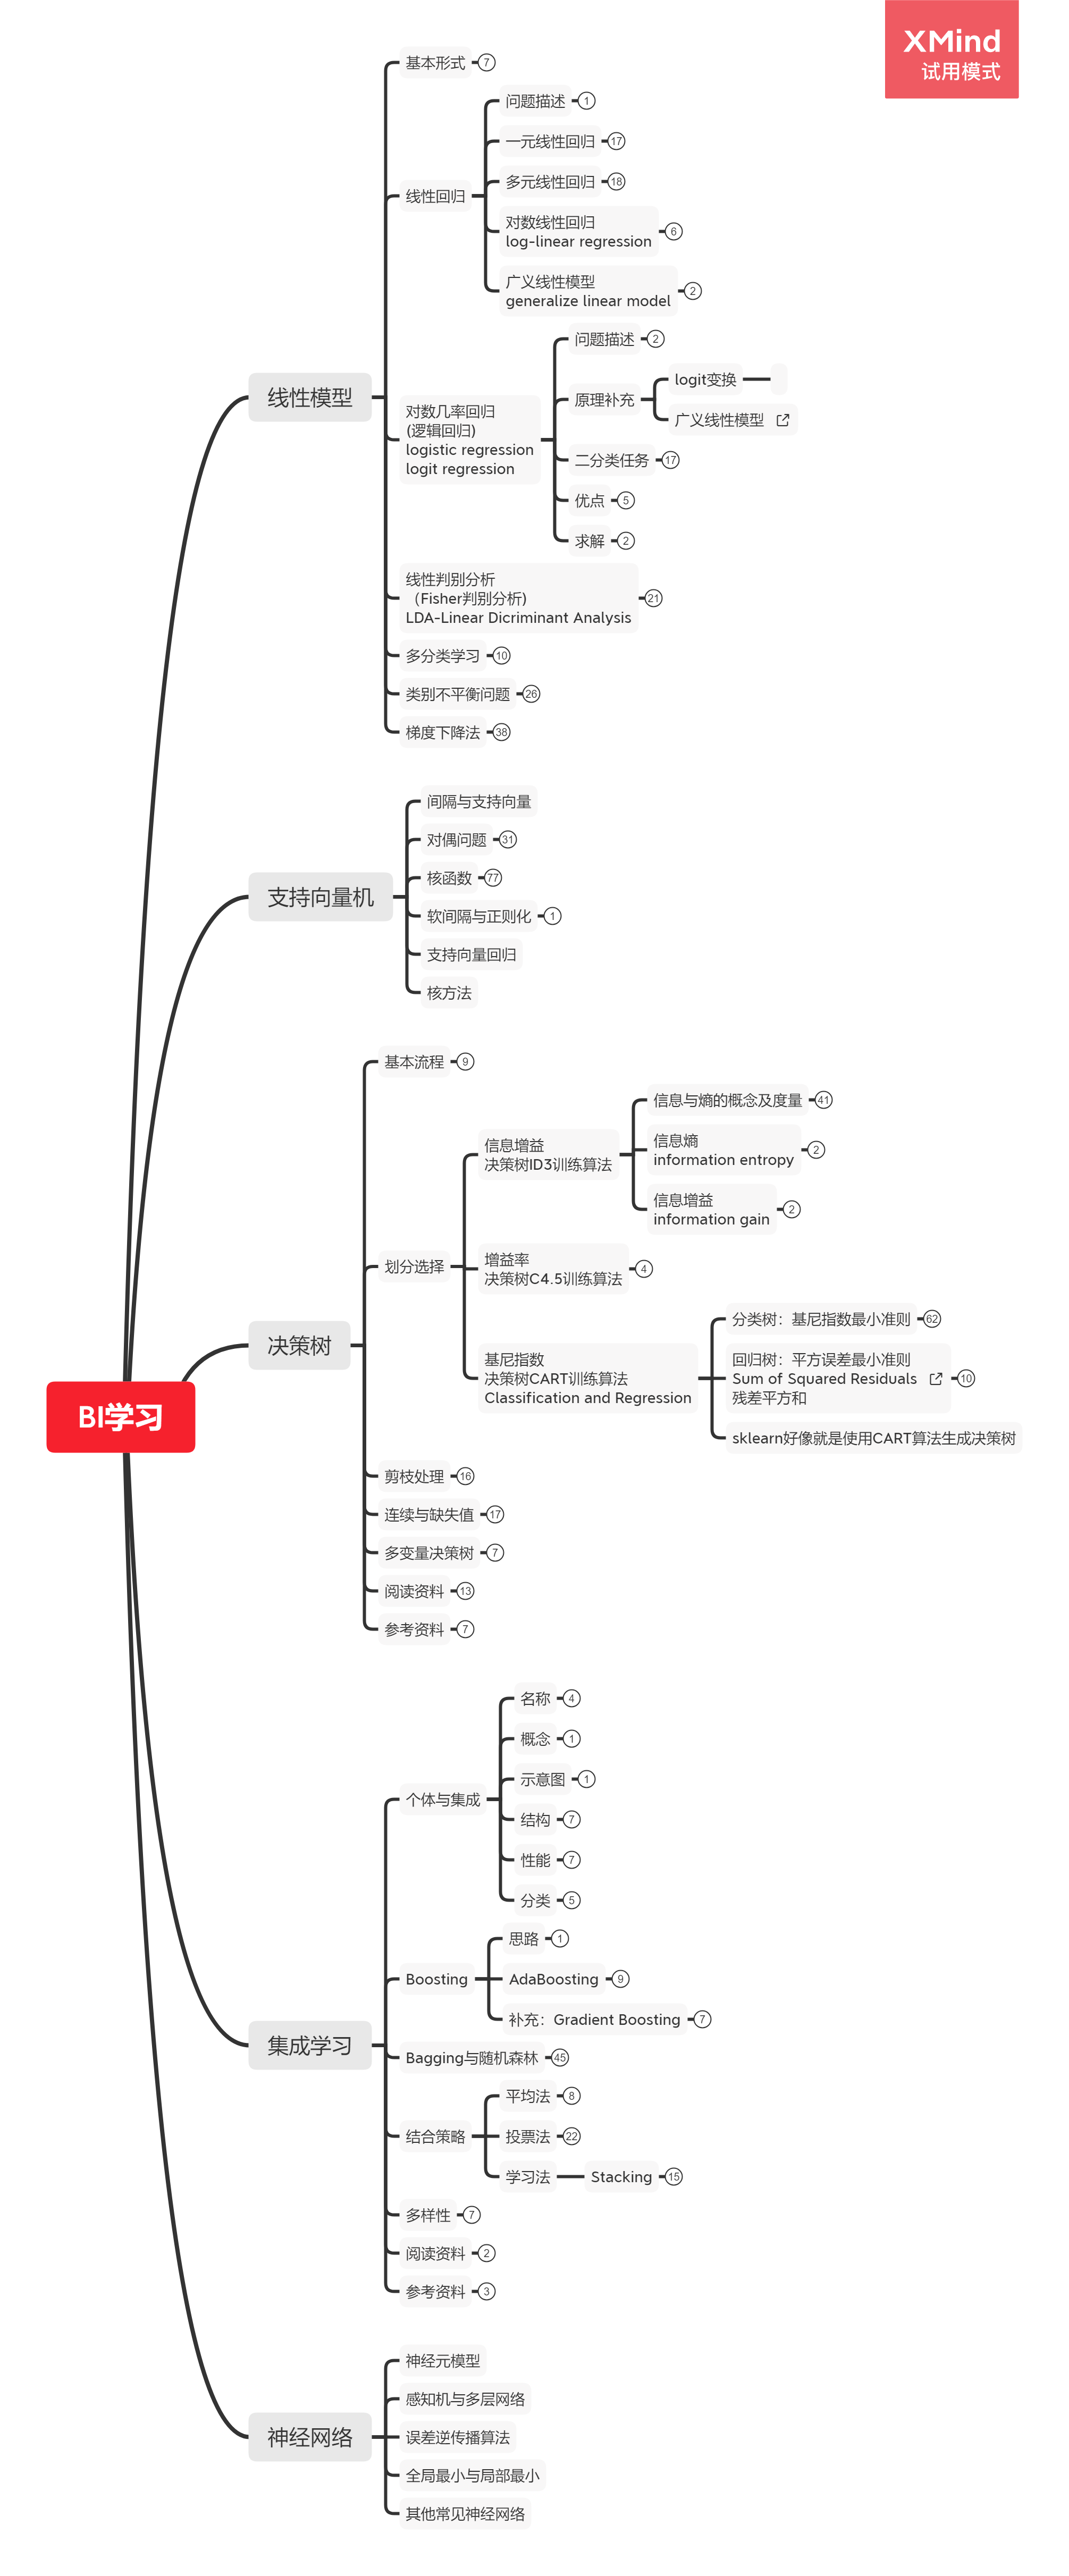 XMind
试用模式
BI学习
线性模型
基本形式
7
线性回归
问题描述
1
一元线性回归
17
多元线性回归
18
对数线性回归
log-linear regression
6
广义线性模型
generalize linear model
2
对数几率回归
(逻辑回归)
logistic regression
logit regression
问题描述
2
原理补充
logit变换
广义线性模型
二分类任务
17
优点
5
求解
2
线性判别分析
（Fisher判别分析)
LDA-Linear Dicriminant Analysis
21
多分类学习
10
类别不平衡问题
26
梯度下降法
38
支持向量机
间隔与支持向量
对偶问题
31
核函数
77
软间隔与正则化
1
支持向量回归
核方法
决策树
基本流程
9
划分选择
信息增益
决策树ID3训练算法
信息与熵的概念及度量
41
信息熵
information entropy
2
信息增益
information gain
2
增益率
决策树C4.5训练算法
4
基尼指数
决策树CART训练算法
Classification and Regression
分类树：基尼指数最小准则
62
回归树：平方误差最小准则
Sum of Squared Residuals
残差平方和
10
sklearn好像就是使用CART算法生成决策树
剪枝处理
16
连续与缺失值
17
多变量决策树
7
阅读资料
13
参考资料
7
集成学习
个体与集成
名称
4
概念
1
示意图
1
结构
7
性能
7
分类
5
Boosting
思路
1
AdaBoosting
9
补充：Gradient Boosting
7
Bagging与随机森林
45
结合策略
平均法
8
投票法
22
学习法
Stacking
15
多样性
7
阅读资料
2
参考资料
3
神经网络
神经元模型
感知机与多层网络
误差逆传播算法
全局最小与局部最小
其他常见神经网络